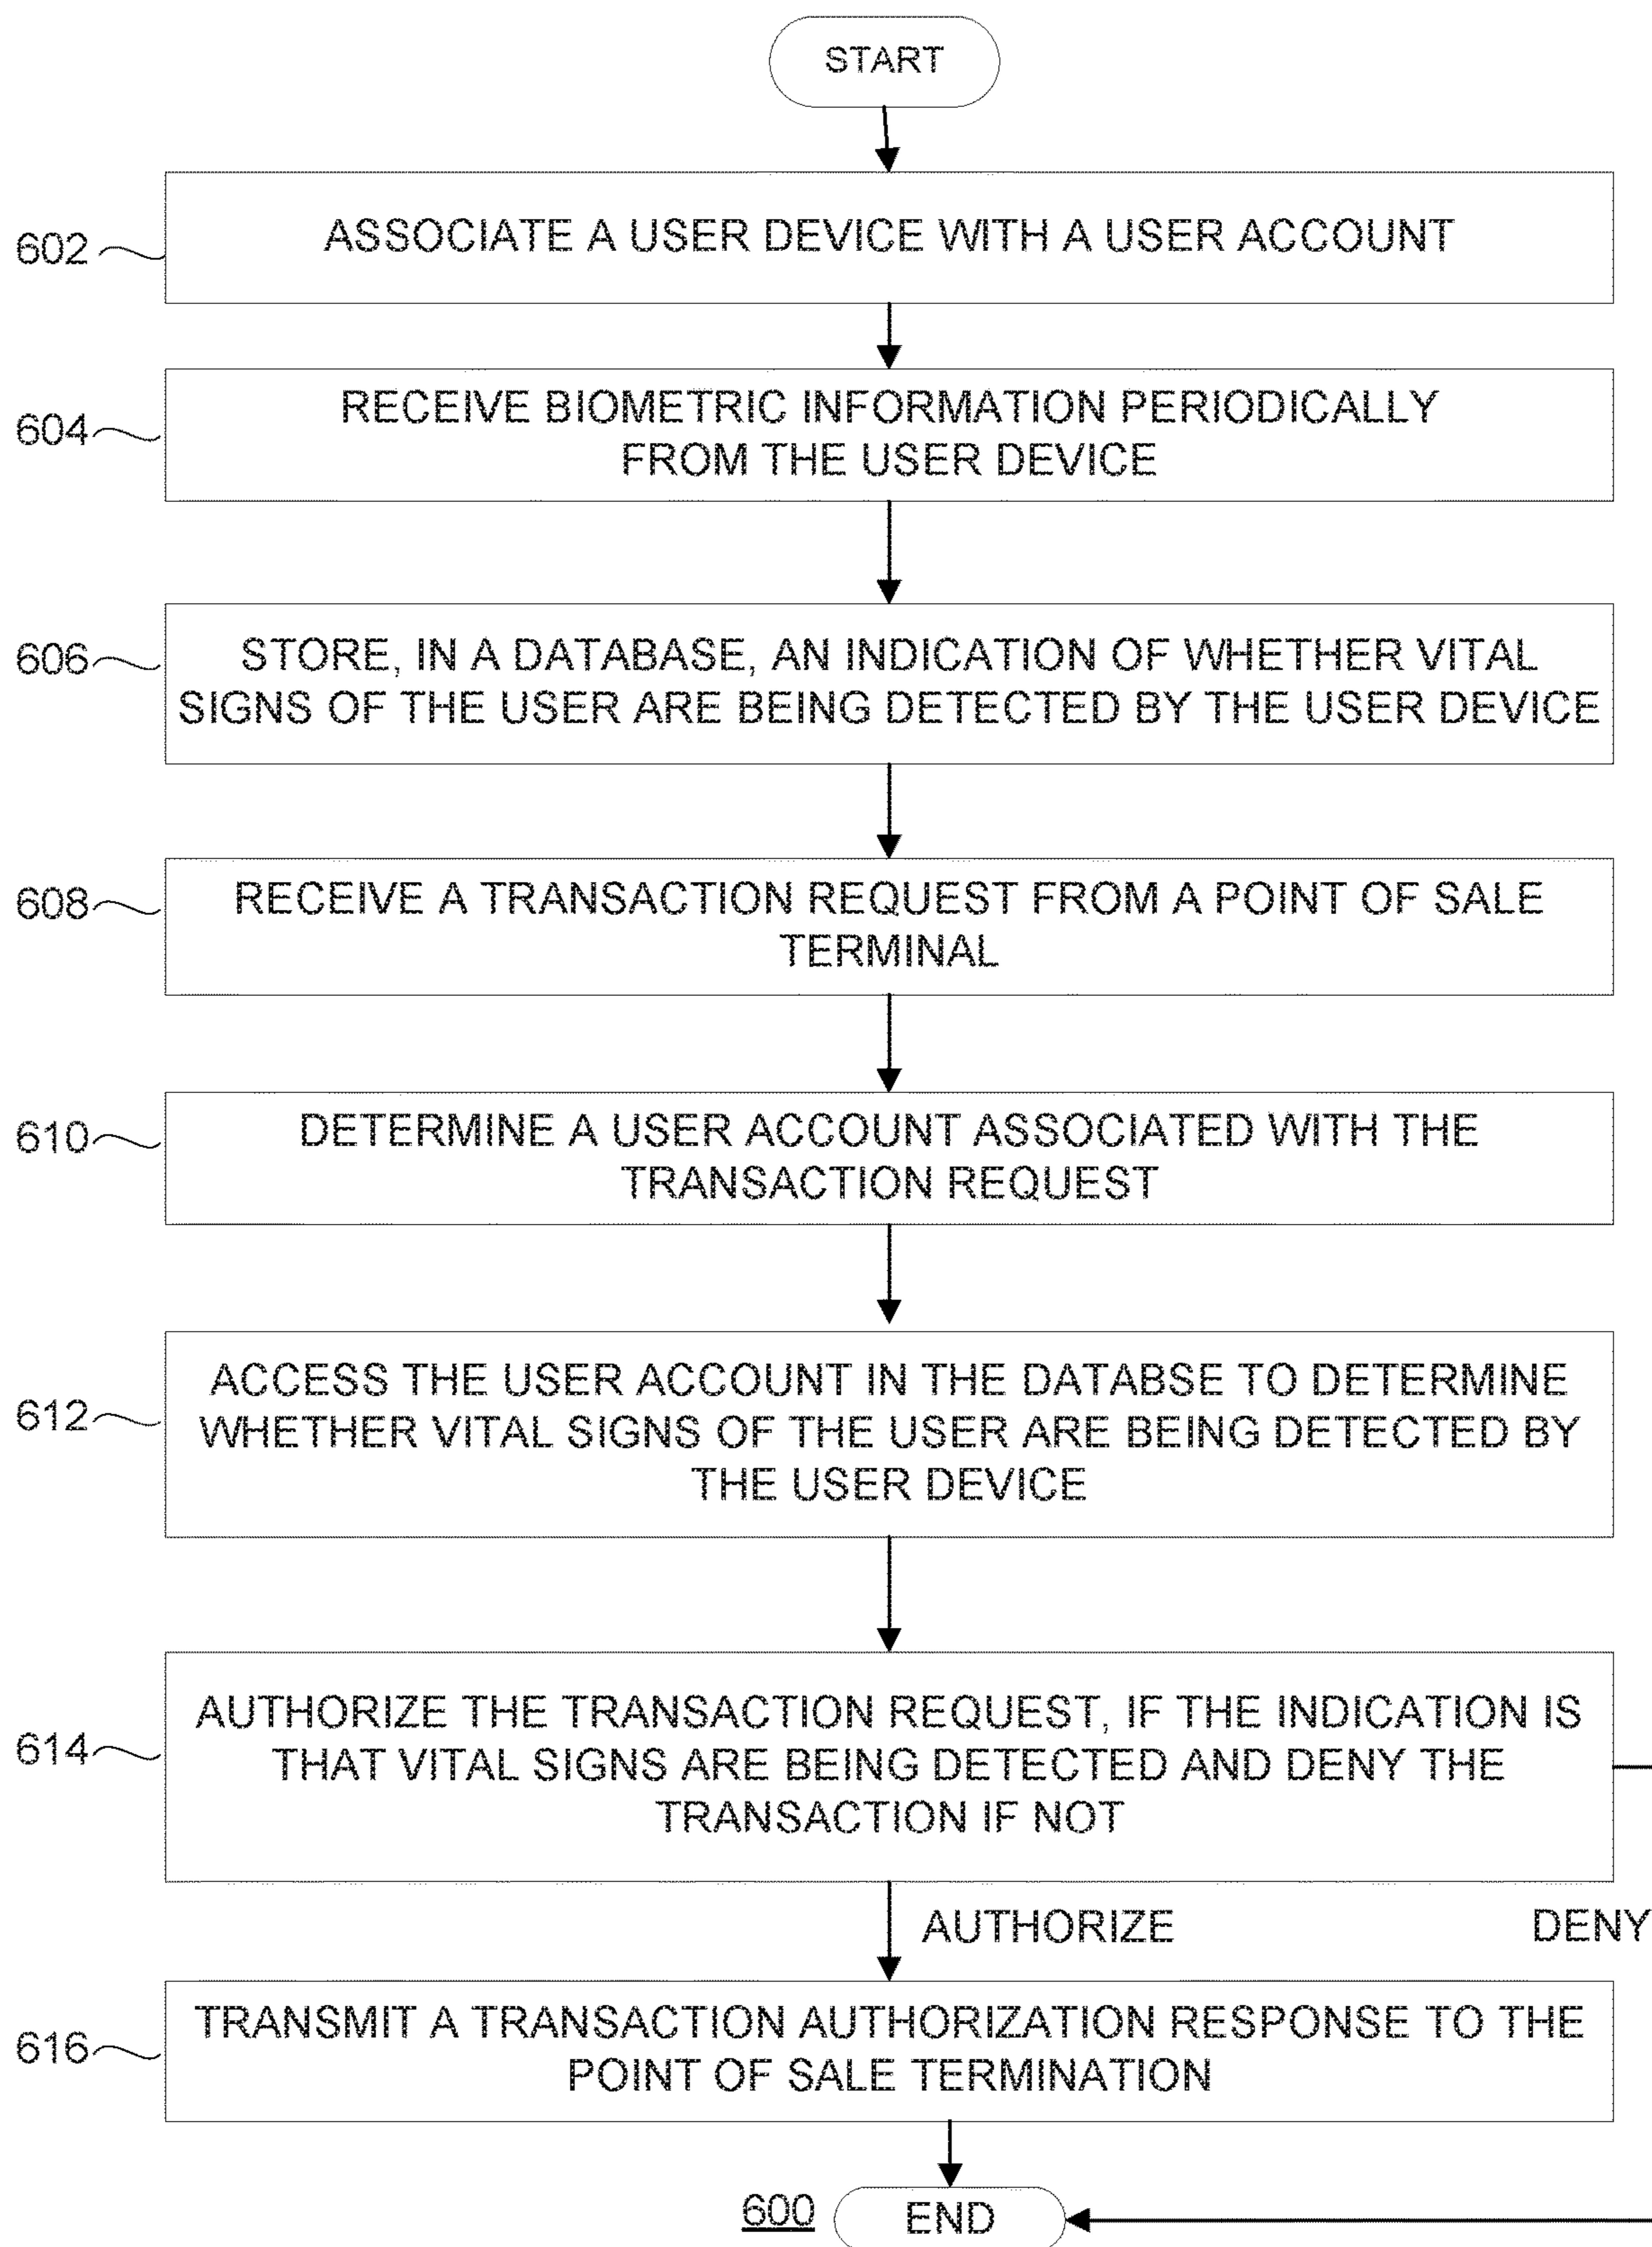 START
602
ASSOCIATE A USER DEVICE WITH A USER ACCOUNT
604
RECEIVE BIOMETRIC INFORMATION PERIODICALLY
FROM THE USER DEVICE
606
STORE, IN A DATABASE, AN INDICATION OF WHETHER VITAL
SIGNS OF THE USER ARE BEING DETECTED BY THE USER DEVICE
608
RECEIVE A TRANSACTION REQUEST FROM A POINT OF SALE
TERMINAL
610
DETERMINE A USER ACCOUNT ASSOCIATED WITH THE
TRANSACTION REQUEST
612
ACCESS THE USER ACCOUNT IN THE DATABSE TO DETERMINE
WHETHER VITAL SIGNS OF THE USER ARE BEING DETECTED BY
THE USER DEVICE
614
AUTHORIZE THE TRANSACTION REQUEST, IF THE INDICATION IS
THAT VITAL SIGNS ARE BEING DETECTED AND DENY THE
TRANSACTION IF NOT
AUTHORIZE
DENY
616
TRANSMIT A TRANSACTION AUTHORIZATION RESPONSE TO THE
POINT OF SALE TERMINATION
600
END